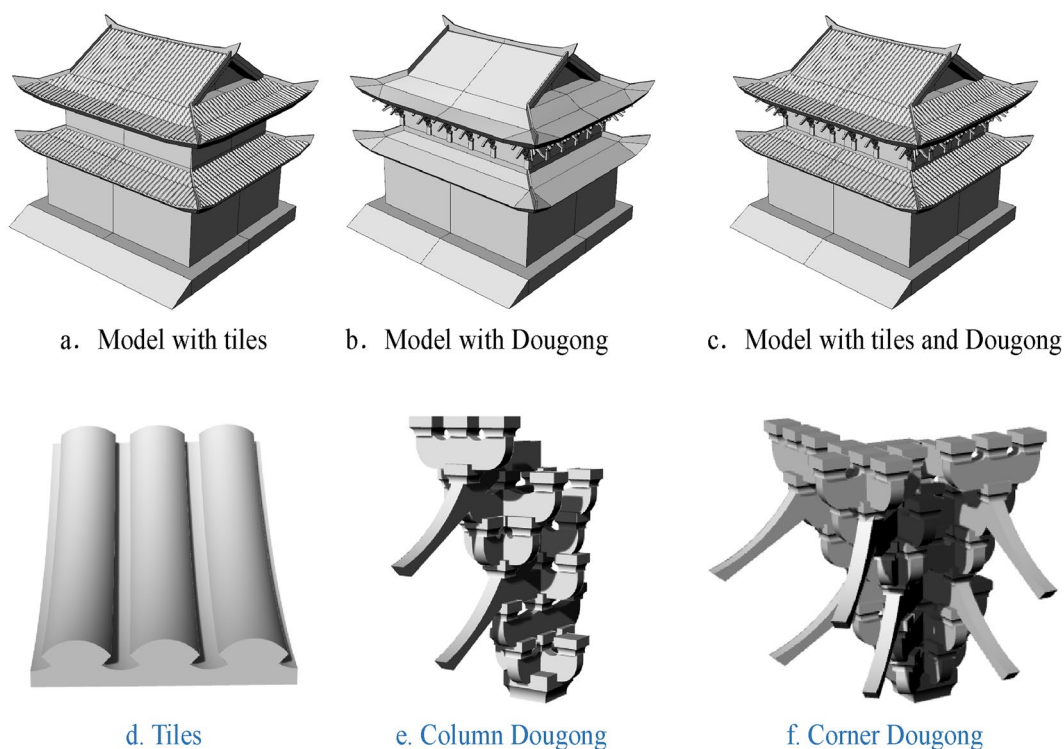 a. Model with tiles
b. Model with Dougong
c. Model with tiles and Dougong
d. Tiles
e. Column Dougong
f. Corner Dougong